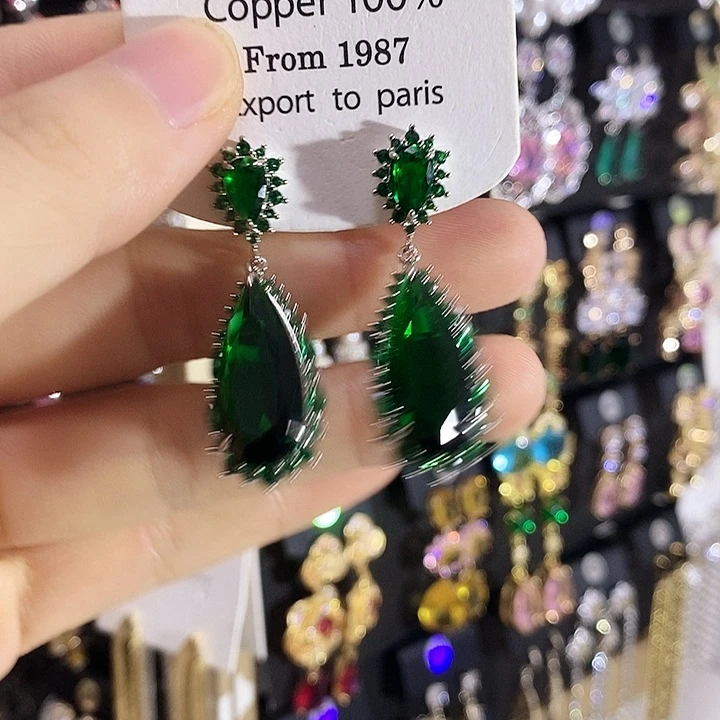 Copper 100%
From 1987
xport to paris